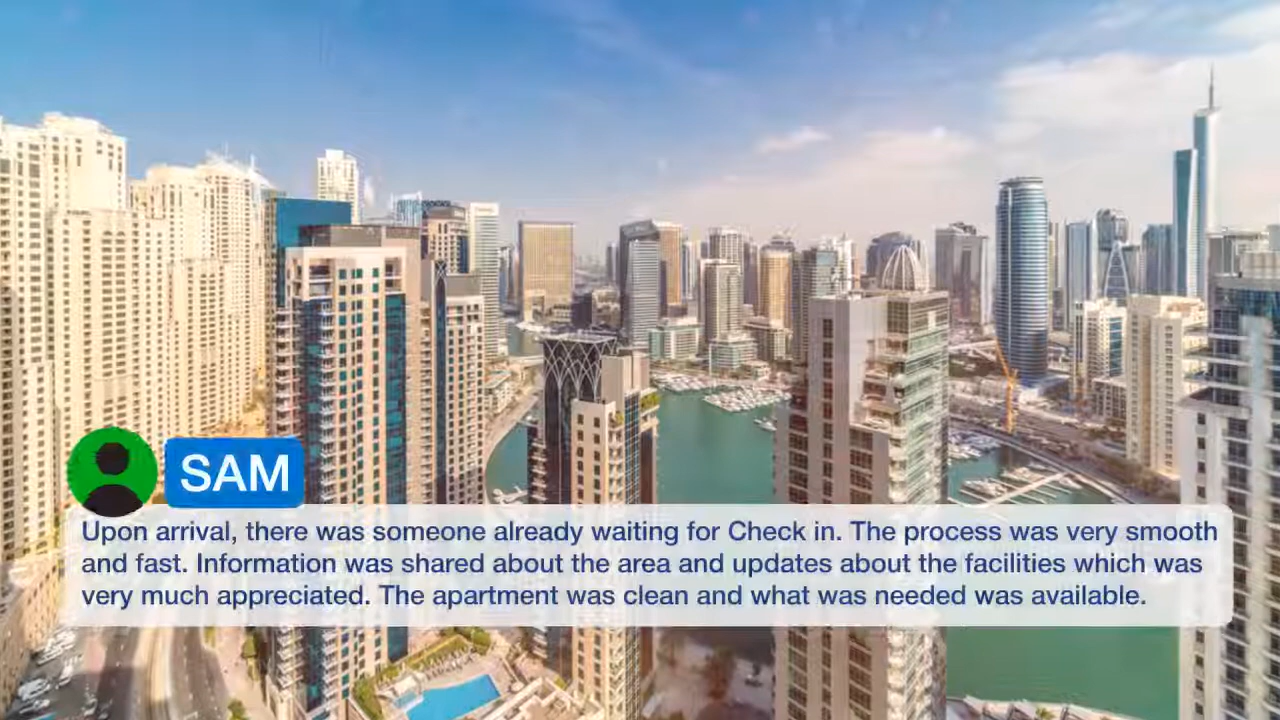 SAM
Upon arrival, there was someone already waiting for Check in. The process was very smooth
and fast. Information was shared about the area and updates about the facilities which was
very much appreciated. The apartment was clean and what was needed was available.